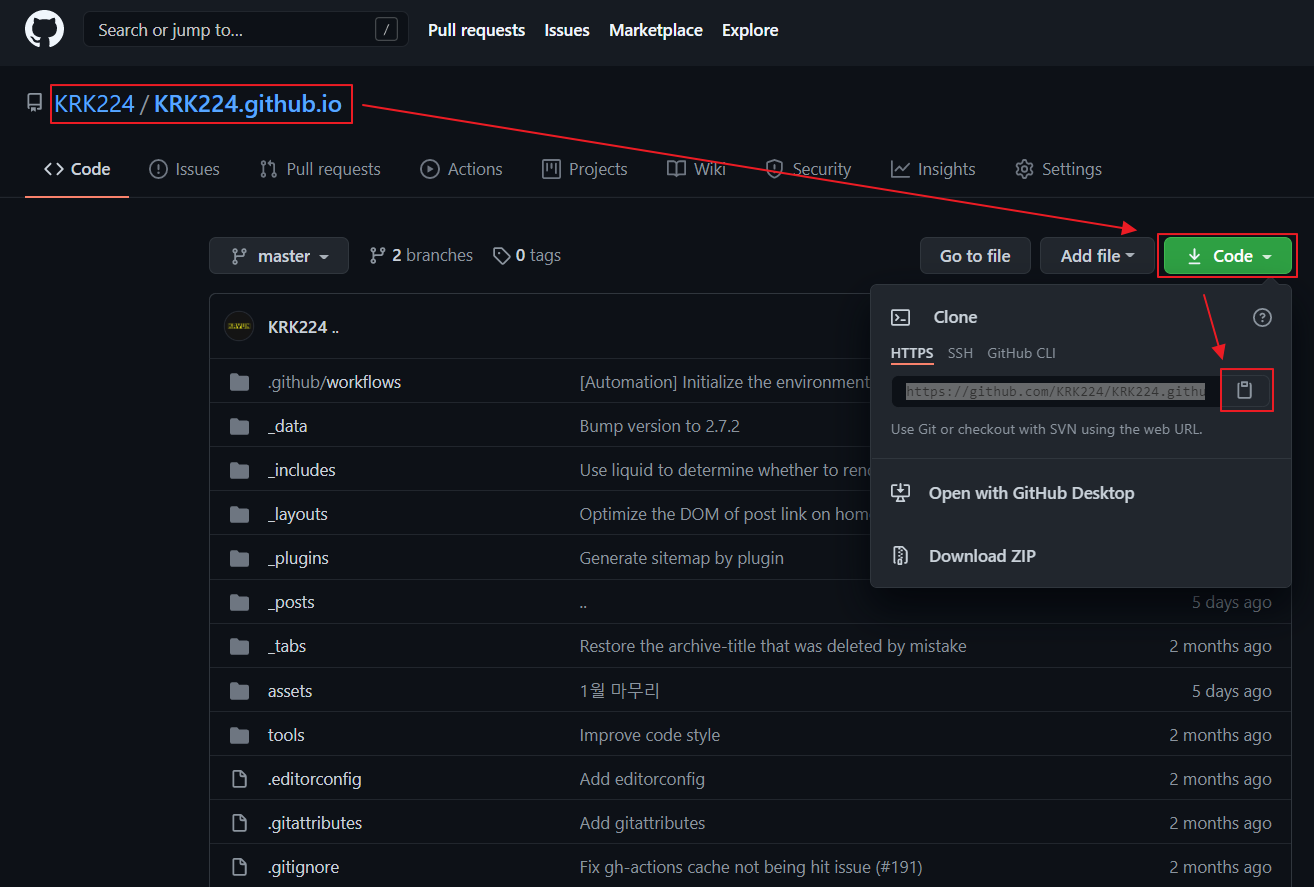 Search or jump to... /
Pull requests Issues Marketplace Explore
KRK224 / KRK224.github.io
Code Issues Pull requests Actions Projects Wiki Security Insights Settings
master 2 branches 0 tags Go to file Add file Code
KRK224 ..
Clone
HTTPS SSH GitHub CLI
https://github.com/KRK224/KRK224.githu
Use Git or checkout with SVN using the web URL.
Open with GitHub Desktop
Download ZIP
.github/workflows [Automation] Initialize the environment
_data Bump version to 2.7.2
_includes Use liquid to determine whether to ren
_layouts Optimize the DOM of post link on hom
_plugins Generate sitemap by plugin
_posts .. 5 days ago
_tabs Restore the archive-title that was deleted by mistake 2 months ago
assets 1월 마무리 5 days ago
tools Improve code style 2 months ago
.editorconfig Add editorconfig 2 months ago
.gitattributes Add gitattributes 2 months ago
.gitignore Fix gh-actions cache not being hit issue (#191) 2 months ago